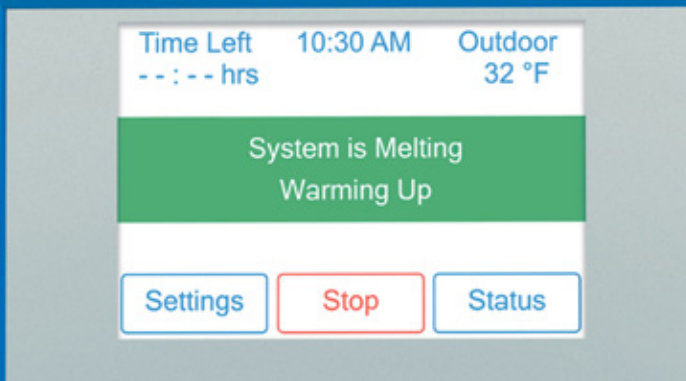 Time Left 10:30 AM Outdoor
- - : - - hrs 32 °F
System is Melting
Warming Up
Settings Stop Status